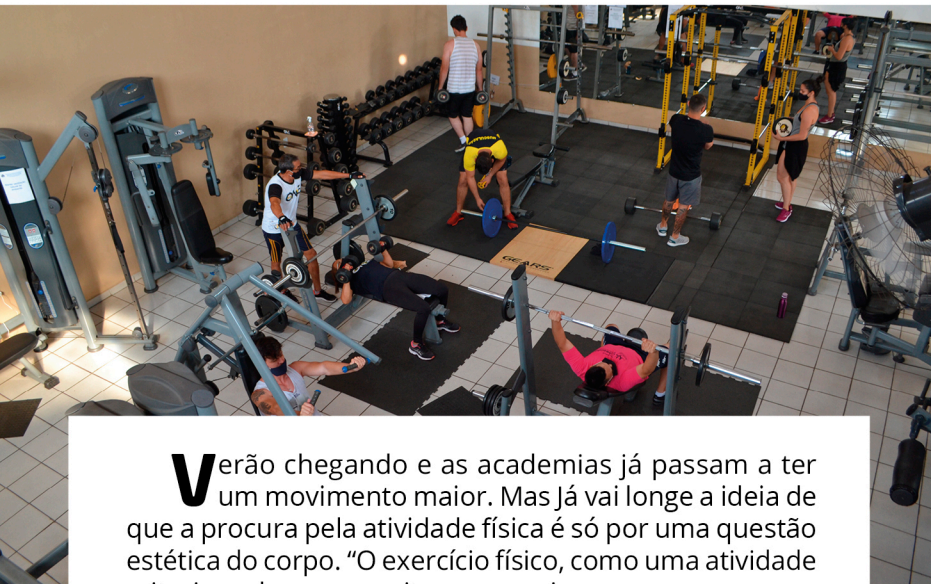 GEARS
Verão chegando e as academias já passam a ter
um movimento maior. Mas Já vai longe a ideia de
que a procura pela atividade física é só por uma questão
estética do corpo. “O exercício físico, como uma atividade